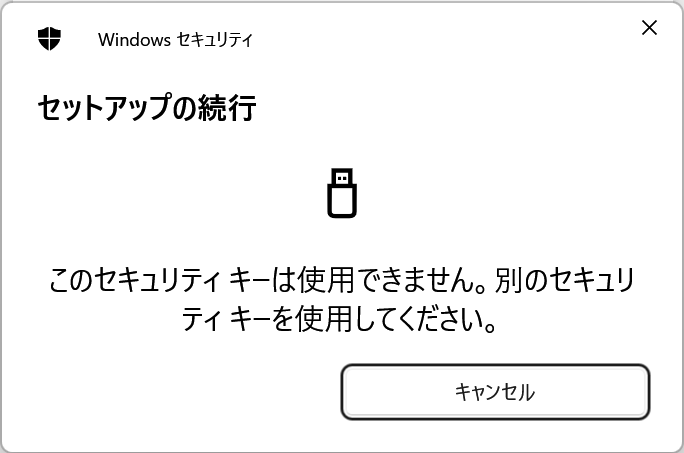 Windows セキュリティ
セットアップの続行
このセキュリティ キーは使用できません。別のセキュリ
ティ キーを使用してください。
キャンセル